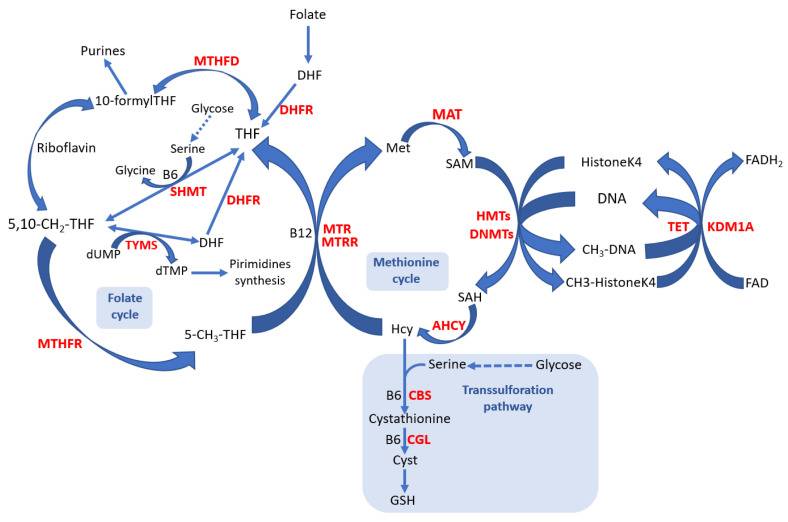 Folate
Purines
MTHFD
DHF
10-formylTHF
Glycose
DHFR
THF
MAT
Riboflavin
Serine
Met
SAM
HistoneK4
FADH2
Glycine
B6
SHMT
DHFR
DNA
5,10-CH2-THF
TYMS
DHF
B12
MTR
MTRR
HMTs
DNMTs
TET
KDM1A
dUMP
dTMP
Pirimidines
synthesis
Methionine
cycle
CH3-DNA
CH3-HistoneK4
FAD
Folate
cycle
SAH
MTHFR
5-CH3-THF
Hcy
AHCY
Serine
Glycose
B6
CBS
Transsulforation
pathway
Cystathionine
B6
CGL
Cyst
GSH